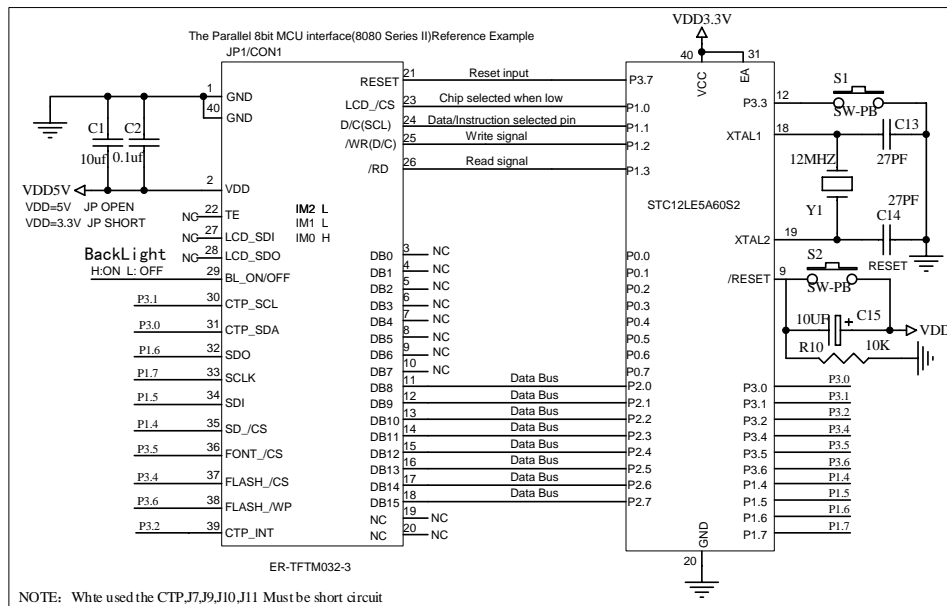 The Parallel 8bit MCU interface(8080 Series II)Reference Example
JP1/CON1
VDD3.3V
1 GND
40 GND
C1 C2
10uf 0.1uf
VDD5V 2 VDD
VDD=5V JP OPEN
VDD=3.3V JP SHORT
NC 22 TE
NC 27 LCD_SDI
NC 28 LCD_SDO
BackLight
H:ON L: OFF 29 BL_ON/OFF
P3.1 30 CTP_SCL
P3.0 31 CTP_SDA
P1.6 32 SDO
P1.7 33 SCLK
P1.5 34 SDI
P1.4 35 SD_/CS
P3.5 36 FONT_/CS
P3.4 37 FLASH_/CS
P3.6 38 FLASH_/WP
P3.2 39 CTP_INT
IM2 L
IM1 L
IM0 H
RESET 21 Reset input P3.7
LCD_/CS 23 Chip selected when low P1.0
D/C(SCL) 24 Data/Instruction selected pin P1.1
/WR(D/C) 25 Write signal P1.2
/RD 26 Read signal P1.3
DB0 3 NC
DB1 4 NC
DB2 5 NC
DB3 6 NC
DB4 7 NC
DB5 8 NC
DB6 9 NC
DB7 10 NC
DB8 11 Data Bus P2.0
DB9 12 Data Bus P2.1
DB10 13 Data Bus P2.2
DB11 14 Data Bus P2.3
DB12 15 Data Bus P2.4
DB13 16 Data Bus P2.5
DB14 17 Data Bus P2.6
DB15 18 Data Bus P2.7
NC 19 NC
NC 20 NC
ER-TFTM032-3
40 VCC
31 EA
STC12LE5A60S2
P0.0
P0.1
P0.2
P0.3
P0.4
P0.5
P0.6
P0.7
P3.3 12
S1
SW-PB
XTAL1 18
C13
27PF
12MHZ
Y1
27PF
C14
XTAL2 19
RESET
/RESET 9
S2
SW-PB
10UF + C15
VDD
R10 10K
P3.0 P3.0
P3.1 P3.1
P3.2 P3.2
P3.4 P3.4
P3.5 P3.5
P3.6 P3.6
P1.4 P1.4
P1.5 P1.5
P1.6 P1.6
P1.7 P1.7
GND
20
NOTE: Whte used the CTP,J7,J9,J10,J11 Must be short circuit